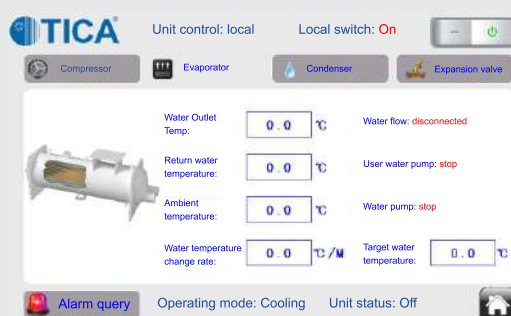 TICA
Unit control: local
Local switch: On
Compressor
Evaporator
Condenser
Expansion valve
Water Outlet
Temp:
0.0 ℃
Water flow: disconnected
Return water
temperature:
0.0 ℃
User water pump: stop
Ambient
temperature:
0.0 ℃
Water pump: stop
Water temperature
change rate:
0.0 ℃/M
Target water
temperature:
0.0 ℃
Alarm query
Operating mode: Cooling
Unit status: Off